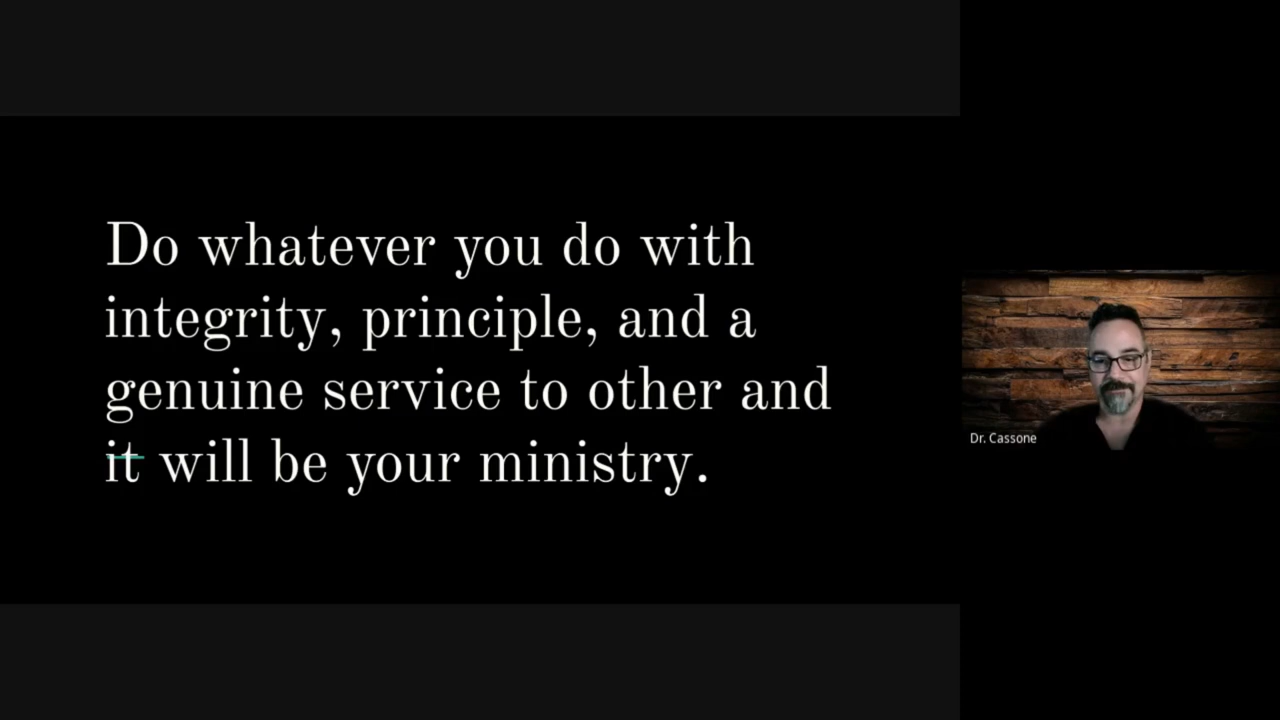 Do whatever you do with
integrity, principle, and a
genuine service to other and
it will be your ministry.
Dr. Cassone